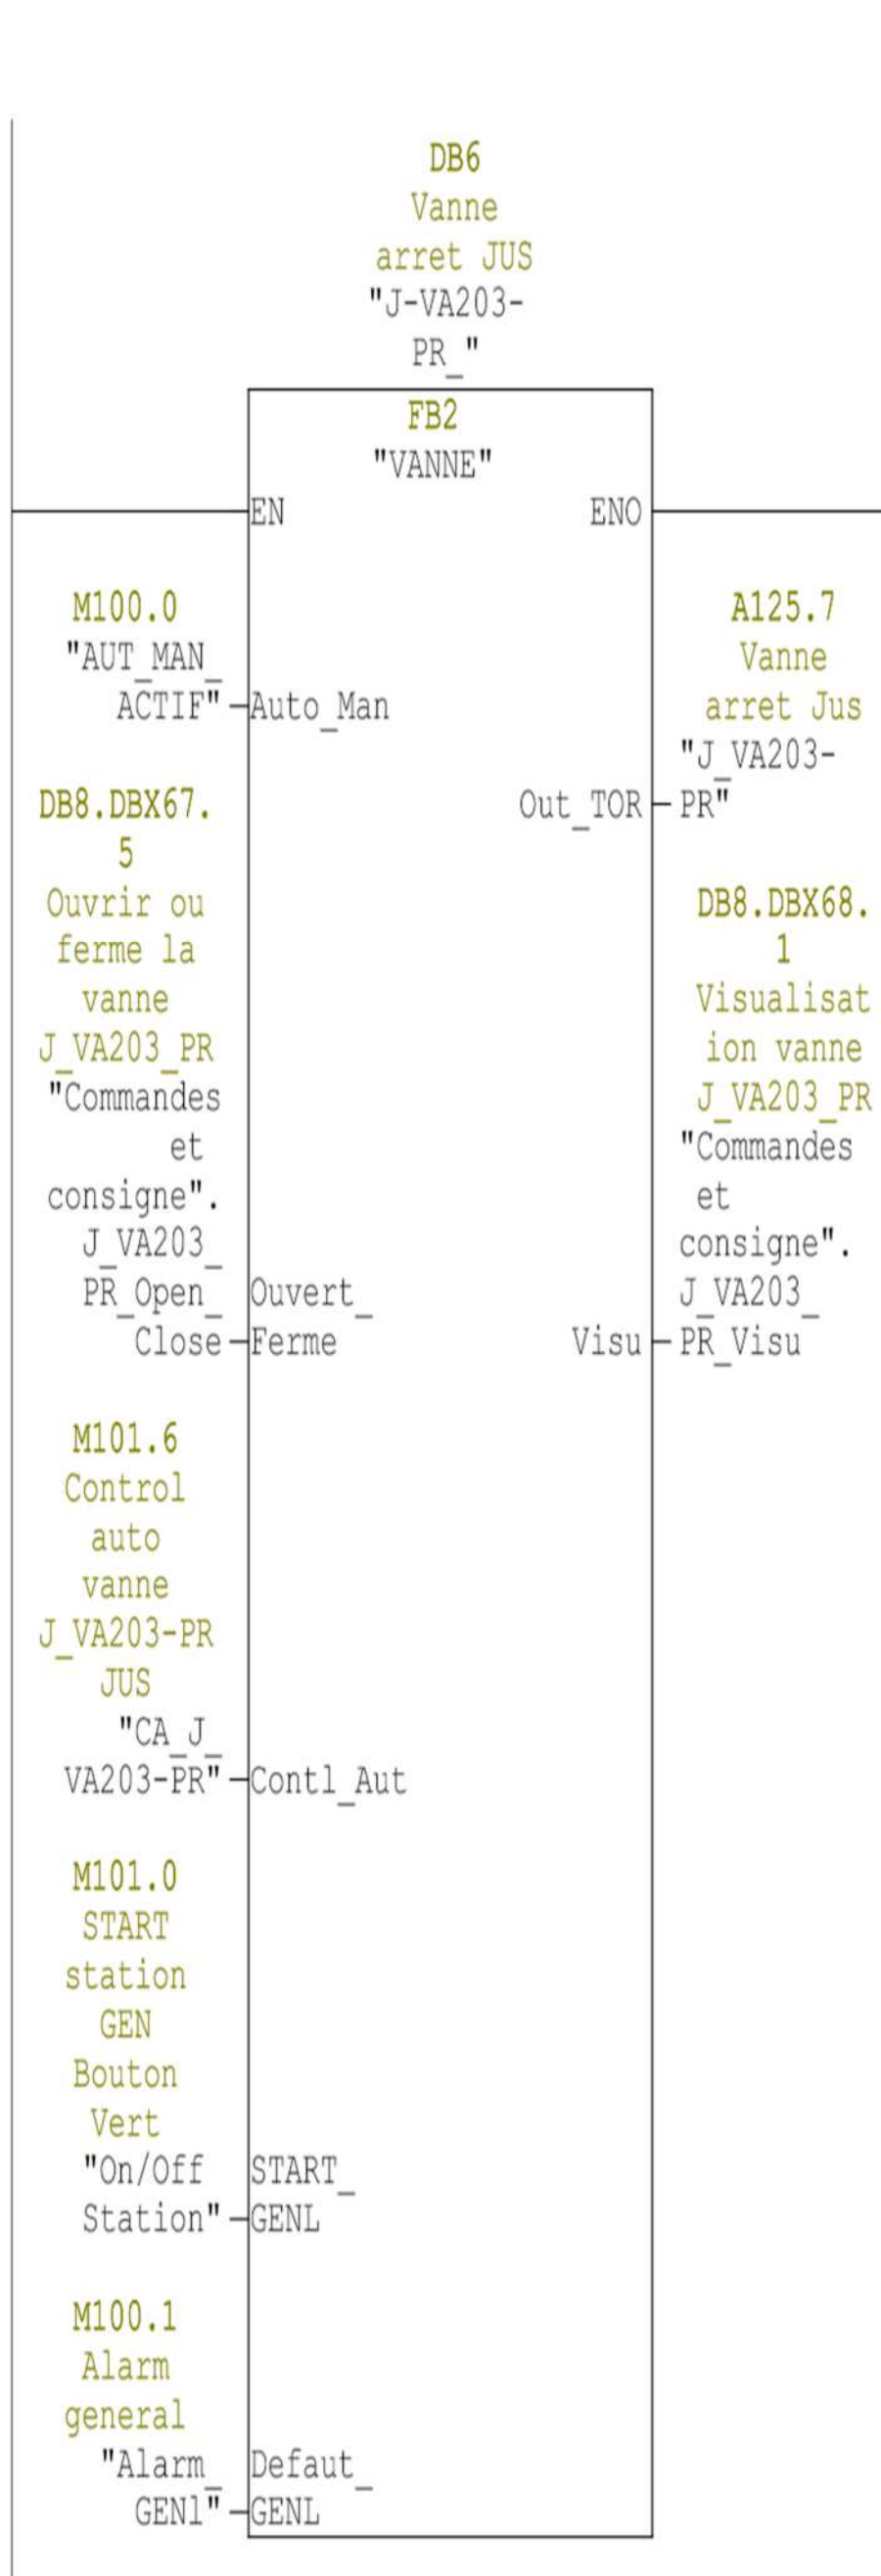 DB6
Vanne
arret JUS
"J-VA203-
PR_"
FB2
"VANNE"
EN
ENO
M100.0
"AUT_MAN_
ACTIF"
Auto_Man
A125.7
Vanne
arret Jus
"J_VA203-
PR"
Out_TOR
DB8.DBX67.
5
Ouvrir ou
ferme la
vanne
J_VA203_PR
"Commandes
et
consigne".
J_VA203_
PR_Open_
Close
Ouvert_
Ferme
DB8.DBX68.
1
Visualisat
ion vanne
J_VA203_PR
"Commandes
et
consigne".
J_VA203_
PR_Visu
Visu
M101.6
Control
auto
vanne
J_VA203-PR
JUS
"CA_J_
VA203-PR"
Contl_Aut
M101.0
START
station
GEN
Bouton
Vert
"On/Off
Station"
START_
GENL
M100.1
Alarm
general
"Alarm_
GENl"
Defaut_
GENL